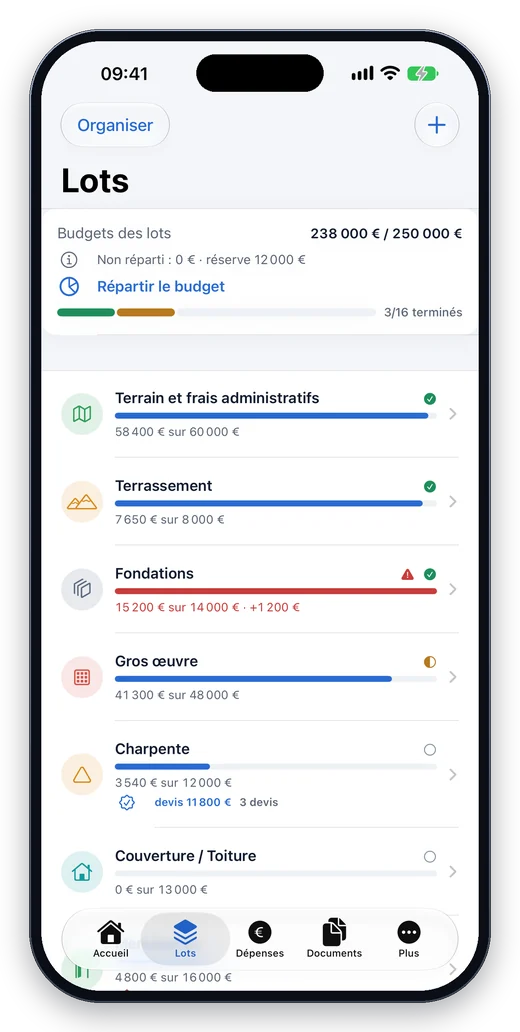 09:41
Organiser
Lots
Budgets des lots 238 000 € / 250 000 €
Non réparti : 0 € · réserve 12 000 €
Répartir le budget
3/16 terminés
Terrain et frais administratifs
58 400 € sur 60 000 €
Terrassement
7 650 € sur 8 000 €
Fondations
15 200 € sur 14 000 € · +1 200 €
Gros œuvre
41 300 € sur 48 000 €
Charpente
3 540 € sur 12 000 €
devis 11 800 € 3 devis
Couverture / Toiture
0 € sur 13 000 €
Accueil Lots Dépenses Documents Plus
4 800 € sur 16 000 €